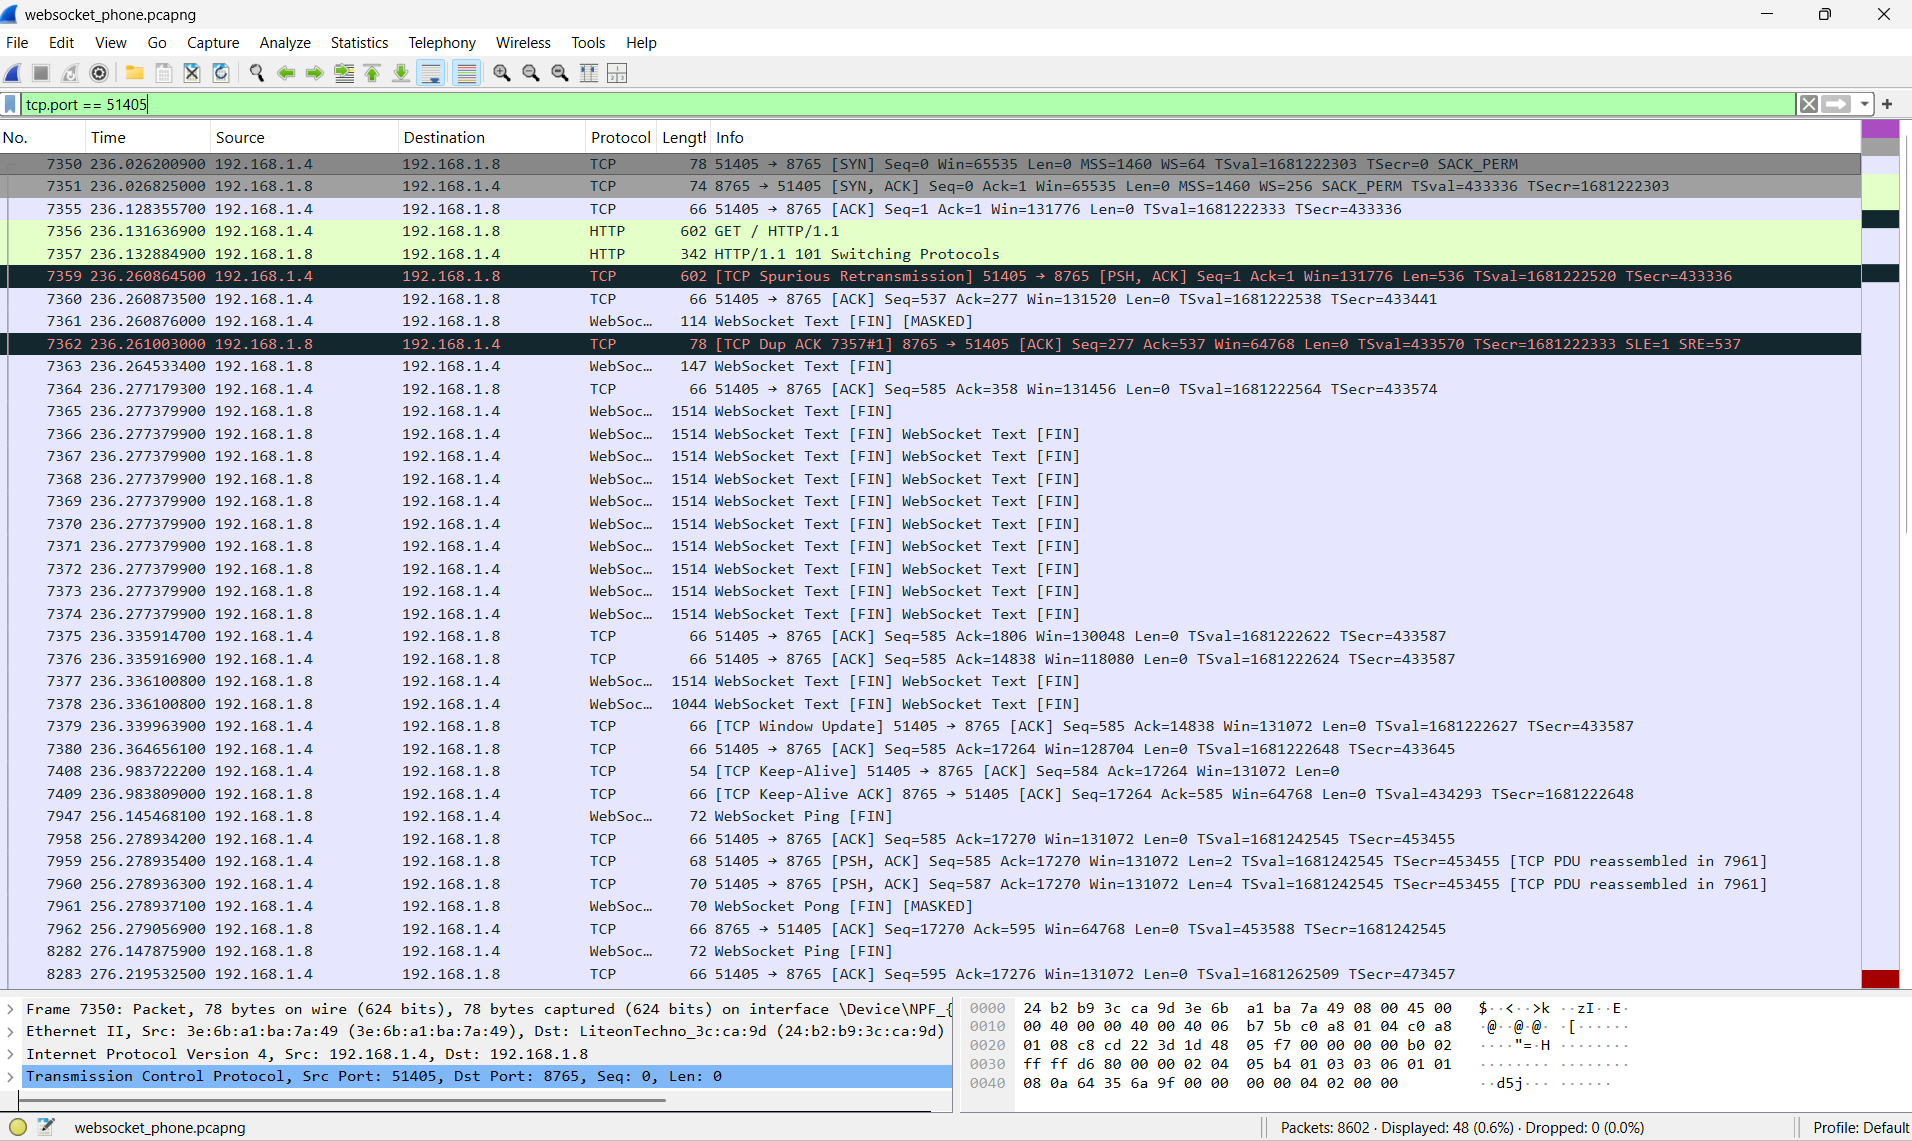 websocket_phone.pcapng
File Edit View Go Capture Analyze Statistics Telephony Wireless Tools Help
tcp.port == 51405
No. Time Source Destination Protocol Length Info
7350 236.026200900 192.168.1.4 192.168.1.8 TCP 78 51405 → 8765 [SYN] Seq=0 Win=65535 Len=0 MSS=1460 WS=64 TSval=1681222303 TSecr=0 SACK_PERM
7351 236.026825000 192.168.1.8 192.168.1.4 TCP 74 8765 → 51405 [SYN, ACK] Seq=0 Ack=1 Win=65535 Len=0 MSS=1460 WS=256 SACK_PERM TSval=433336 TSecr=1681222303
7355 236.128355700 192.168.1.4 192.168.1.8 TCP 66 51405 → 8765 [ACK] Seq=1 Ack=1 Win=131776 Len=0 TSval=1681222333 TSecr=433336
7356 236.131636900 192.168.1.4 192.168.1.8 HTTP 602 GET / HTTP/1.1
7357 236.132884900 192.168.1.8 192.168.1.4 HTTP 342 HTTP/1.1 101 Switching Protocols
7359 236.260864500 192.168.1.4 192.168.1.8 TCP 602 [TCP Spurious Retransmission] 51405 → 8765 [PSH, ACK] Seq=1 Ack=1 Win=131776 Len=536 TSval=1681222520 TSecr=433336
7360 236.260873500 192.168.1.4 192.168.1.8 TCP 66 51405 → 8765 [ACK] Seq=537 Ack=277 Win=131520 Len=0 TSval=1681222538 TSecr=433441
7361 236.260876000 192.168.1.4 192.168.1.8 WebSoc… 114 WebSocket Text [FIN] [MASKED]
7362 236.261003000 192.168.1.8 192.168.1.4 TCP 78 [TCP Dup ACK 7357#1] 8765 → 51405 [ACK] Seq=277 Ack=537 Win=64768 Len=0 TSval=433570 TSecr=1681222333 SLE=1 SRE=537
7363 236.264533400 192.168.1.8 192.168.1.4 WebSoc… 147 WebSocket Text [FIN]
7364 236.277179300 192.168.1.4 192.168.1.8 TCP 66 51405 → 8765 [ACK] Seq=585 Ack=358 Win=131456 Len=0 TSval=1681222564 TSecr=433574
7365 236.277379900 192.168.1.8 192.168.1.4 WebSoc… 1514 WebSocket Text [FIN]
7366 236.277379900 192.168.1.8 192.168.1.4 WebSoc… 1514 WebSocket Text [FIN] WebSocket Text [FIN]
7367 236.277379900 192.168.1.8 192.168.1.4 WebSoc… 1514 WebSocket Text [FIN] WebSocket Text [FIN]
7368 236.277379900 192.168.1.8 192.168.1.4 WebSoc… 1514 WebSocket Text [FIN] WebSocket Text [FIN]
7369 236.277379900 192.168.1.8 192.168.1.4 WebSoc… 1514 WebSocket Text [FIN] WebSocket Text [FIN]
7370 236.277379900 192.168.1.8 192.168.1.4 WebSoc… 1514 WebSocket Text [FIN] WebSocket Text [FIN]
7371 236.277379900 192.168.1.8 192.168.1.4 WebSoc… 1514 WebSocket Text [FIN] WebSocket Text [FIN]
7372 236.277379900 192.168.1.8 192.168.1.4 WebSoc… 1514 WebSocket Text [FIN] WebSocket Text [FIN]
7373 236.277379900 192.168.1.8 192.168.1.4 WebSoc… 1514 WebSocket Text [FIN] WebSocket Text [FIN]
7374 236.277379900 192.168.1.8 192.168.1.4 WebSoc… 1514 WebSocket Text [FIN] WebSocket Text [FIN]
7375 236.335914700 192.168.1.4 192.168.1.8 TCP 66 51405 → 8765 [ACK] Seq=585 Ack=1806 Win=130048 Len=0 TSval=1681222622 TSecr=433587
7376 236.335916900 192.168.1.4 192.168.1.8 TCP 66 51405 → 8765 [ACK] Seq=585 Ack=14838 Win=118080 Len=0 TSval=1681222624 TSecr=433587
7377 236.336100800 192.168.1.8 192.168.1.4 WebSoc… 1514 WebSocket Text [FIN] WebSocket Text [FIN]
7378 236.336100800 192.168.1.8 192.168.1.4 WebSoc… 1044 WebSocket Text [FIN] WebSocket Text [FIN]
7379 236.339963900 192.168.1.4 192.168.1.8 TCP 66 [TCP Window Update] 51405 → 8765 [ACK] Seq=585 Ack=14838 Win=131072 Len=0 TSval=1681222627 TSecr=433587
7380 236.364656100 192.168.1.4 192.168.1.8 TCP 66 51405 → 8765 [ACK] Seq=585 Ack=17264 Win=128704 Len=0 TSval=1681222648 TSecr=433645
7408 236.983722200 192.168.1.4 192.168.1.8 TCP 54 [TCP Keep-Alive] 51405 → 8765 [ACK] Seq=584 Ack=17264 Win=131072 Len=0
7409 236.983809000 192.168.1.8 192.168.1.4 TCP 66 [TCP Keep-Alive ACK] 8765 → 51405 [ACK] Seq=17264 Ack=585 Win=64768 Len=0 TSval=434293 TSecr=1681222648
7947 256.145468100 192.168.1.8 192.168.1.4 WebSoc… 72 WebSocket Ping [FIN]
7958 256.278934200 192.168.1.4 192.168.1.8 TCP 66 51405 → 8765 [ACK] Seq=585 Ack=17270 Win=131072 Len=0 TSval=1681242545 TSecr=453455
7959 256.278935400 192.168.1.4 192.168.1.8 TCP 68 51405 → 8765 [PSH, ACK] Seq=585 Ack=17270 Win=131072 Len=2 TSval=1681242545 TSecr=453455 [TCP PDU reassembled in 7961]
7960 256.278936300 192.168.1.4 192.168.1.8 TCP 70 51405 → 8765 [PSH, ACK] Seq=587 Ack=17270 Win=131072 Len=4 TSval=1681242545 TSecr=453455 [TCP PDU reassembled in 7961]
7961 256.278937100 192.168.1.4 192.168.1.8 WebSoc… 70 WebSocket Pong [FIN] [MASKED]
7962 256.279056900 192.168.1.8 192.168.1.4 TCP 66 8765 → 51405 [ACK] Seq=17270 Ack=595 Win=64768 Len=0 TSval=453588 TSecr=1681242545
8282 276.147875900 192.168.1.8 192.168.1.4 WebSoc… 72 WebSocket Ping [FIN]
8283 276.219532500 192.168.1.4 192.168.1.8 TCP 66 51405 → 8765 [ACK] Seq=595 Ack=17276 Win=131072 Len=0 TSval=1681262509 TSecr=473457
Frame 7350: Packet, 78 bytes on wire (624 bits), 78 bytes captured (624 bits) on interface \Device\NPF_{
Ethernet II, Src: 3e:6b:a1:ba:7a:49 (3e:6b:a1:ba:7a:49), Dst: LiteonTechno_3c:ca:9d (24:b2:b9:3c:ca:9d)
Internet Protocol Version 4, Src: 192.168.1.4, Dst: 192.168.1.8
Transmission Control Protocol, Src Port: 51405, Dst Port: 8765, Seq: 0, Len: 0
0000 24 b2 b9 3c ca 9d 3e 6b a1 ba 7a 49 08 00 45 00 $··<··>k ··zI··E·
0010 00 40 00 00 40 00 40 06 b7 5b c0 a8 01 04 c0 a8 ·@··@·@· ·[······
0020 01 08 c8 cd 22 3d 1d 48 05 f7 00 00 00 00 b0 02 ····"=·H ········
0030 ff ff d6 80 00 00 02 04 05 b4 01 03 03 06 01 01 ········ ········
0040 08 0a 64 35 6a 9f 00 00 00 00 04 02 00 00 ··d5j··· ······
websocket_phone.pcapng
Packets: 8602 · Displayed: 48 (0.6%) · Dropped: 0 (0.0%)
Profile: Default